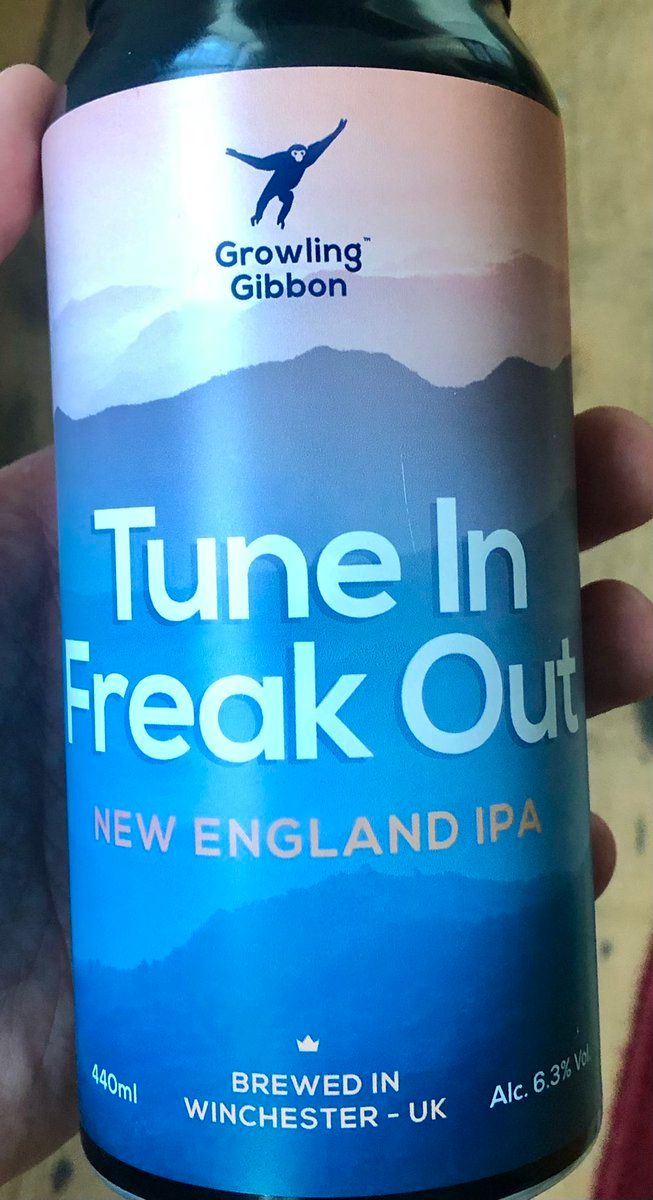 Growling™
Gibbon
Tune In
Freak Out
NEW ENGLAND IPA
440ml
BREWED IN
WINCHESTER - UK
Alc. 6.3% Vol.